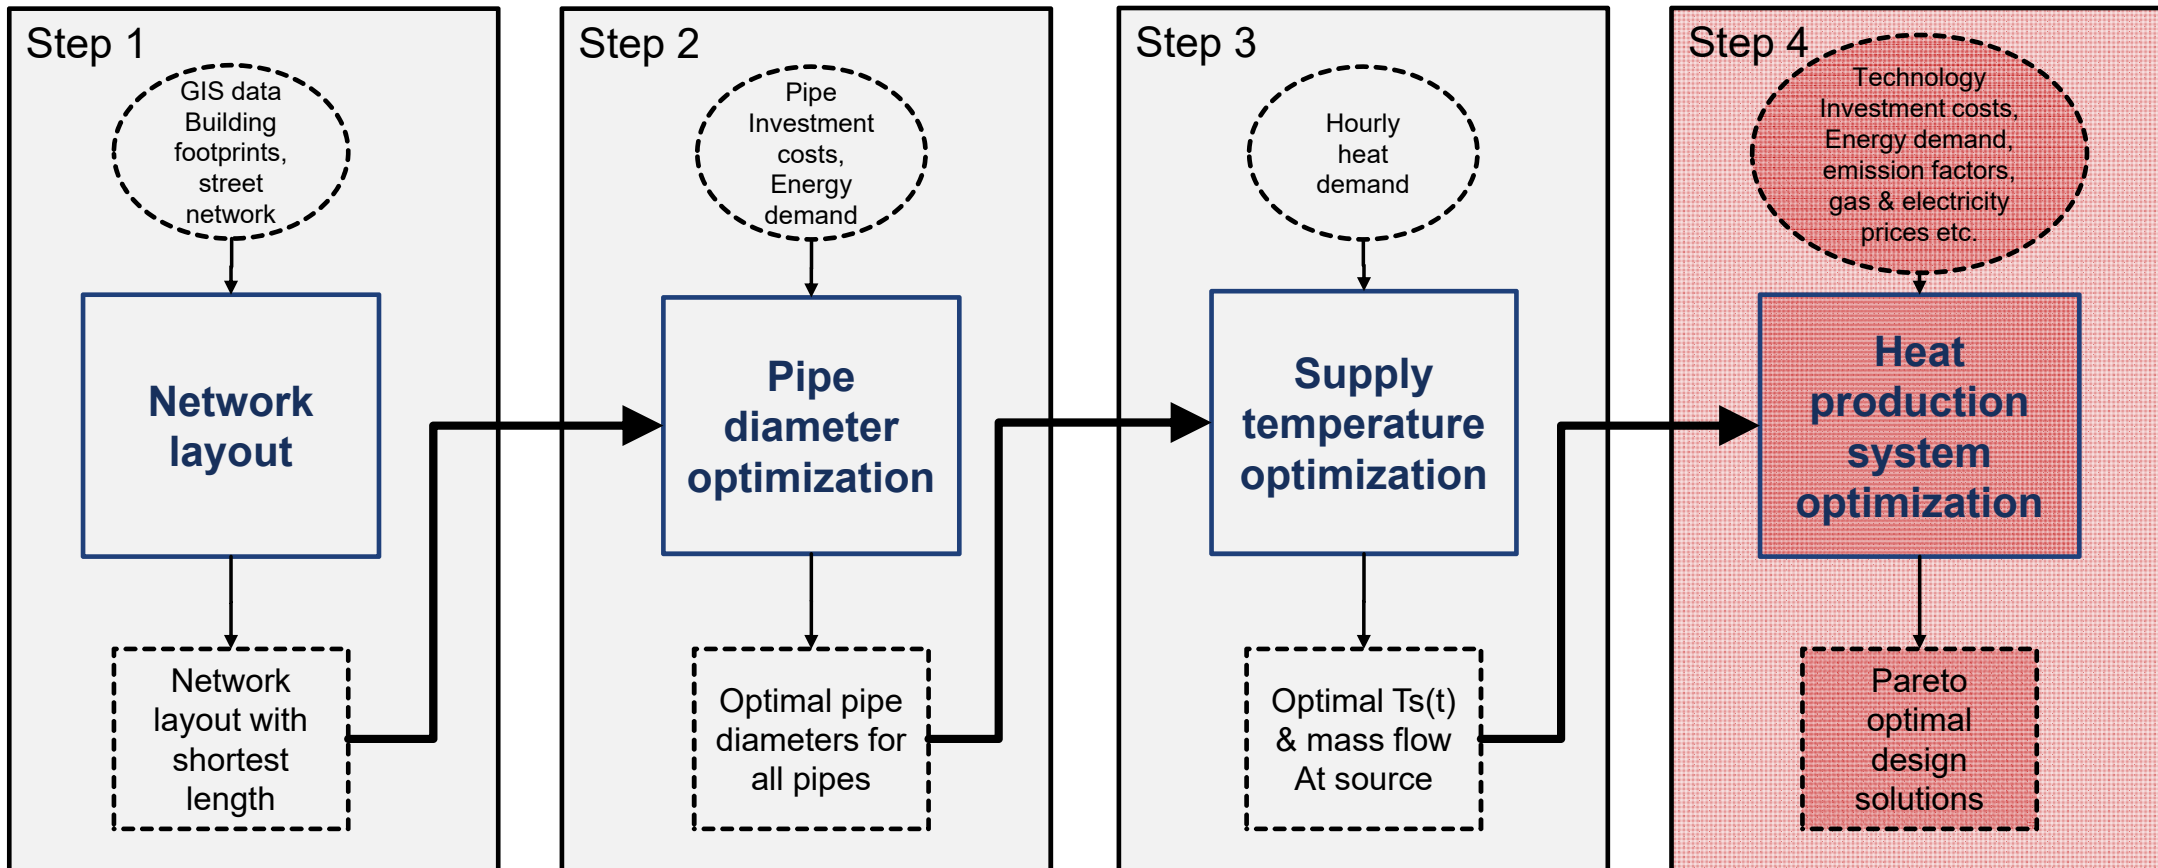 Step 1
GIS data
Building
footprints,
street
network
Network
layout
Network
layout with
shortest
length
Step 2
Pipe
Investment
costs,
Energy
demand
Pipe
diameter
optimization
Optimal pipe
diameters for
all pipes
Step 3
Hourly
heat
demand
Supply
temperature
optimization
Optimal Ts(t)
& mass flow
At source
Step 4
Technology
Investment costs,
Energy demand,
emission factors,
gas & electricity
prices etc.
Heat
production
system
optimization
Pareto
optimal
design
solutions